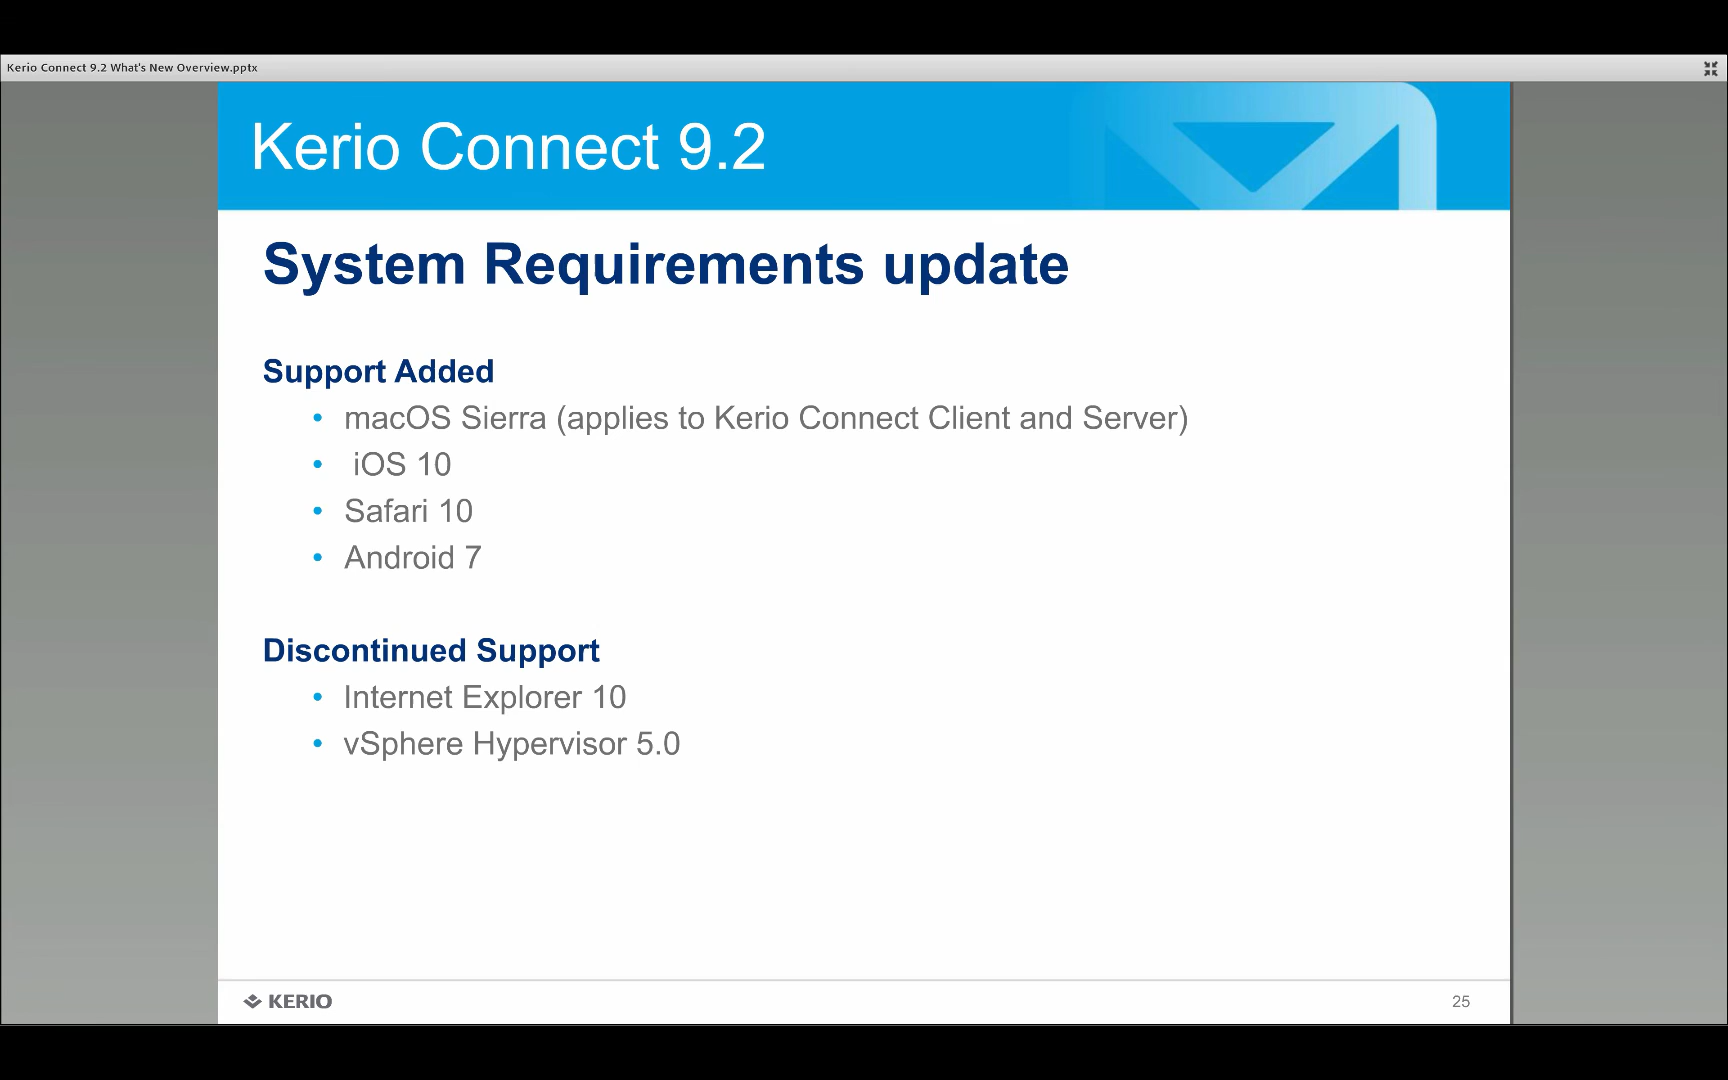 Kerio Connect 9.2 What's New Overview.pptx
Kerio Connect 9.2
System Requirements update
Support Added
• macOS Sierra (applies to Kerio Connect Client and Server)
• iOS 10
• Safari 10
• Android 7
Discontinued Support
• Internet Explorer 10
• vSphere Hypervisor 5.0
KERIO
25